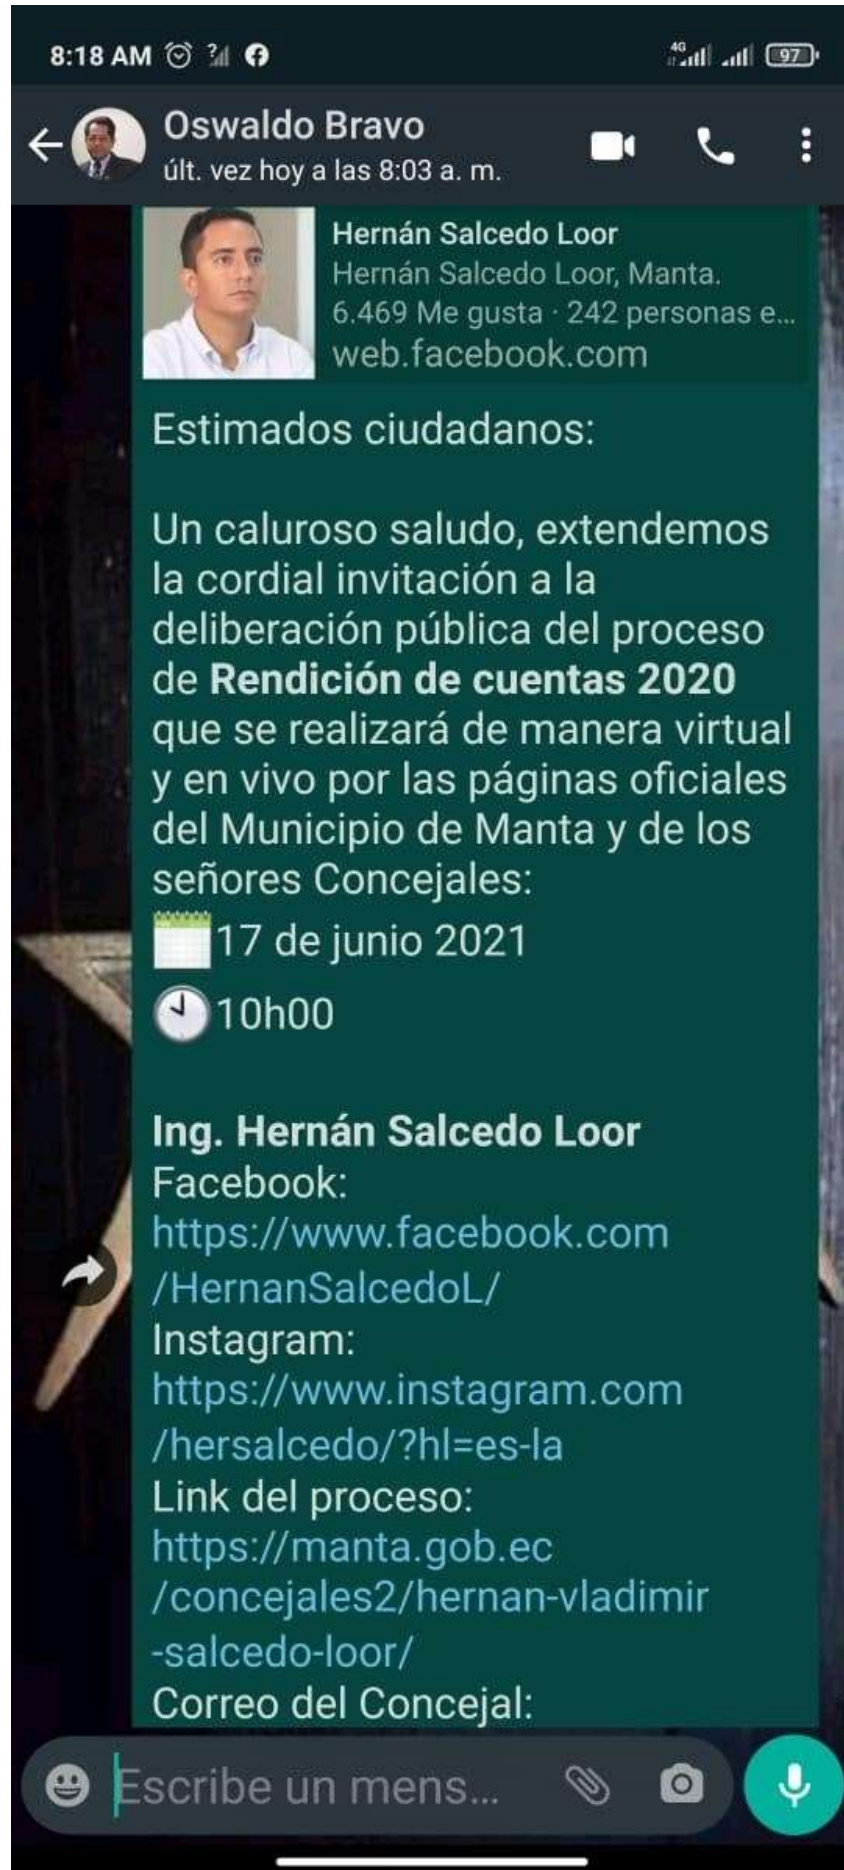 8:18 AM
4G
97
Oswaldo Bravo
últ. vez hoy a las 8:03 a. m.
Hernán Salcedo Loor
Hernán Salcedo Loor, Manta.
6.469 Me gusta · 242 personas e...
web.facebook.com
Estimados ciudadanos:
Un caluroso saludo, extendemos
la cordial invitación a la
deliberación pública del proceso
de Rendición de cuentas 2020
que se realizará de manera virtual
y en vivo por las páginas oficiales
del Municipio de Manta y de los
señores Concejales:
17 de junio 2021
10h00
Ing. Hernán Salcedo Loor
Facebook:
https://www.facebook.com
/HernanSalcedoL/
Instagram:
https://www.instagram.com
/hersalcedo/?hl=es-la
Link del proceso:
https://manta.gob.ec
/concejales2/hernan-vladimir
-salcedo-loor/
Correo del Concejal:
Escribe un mens...